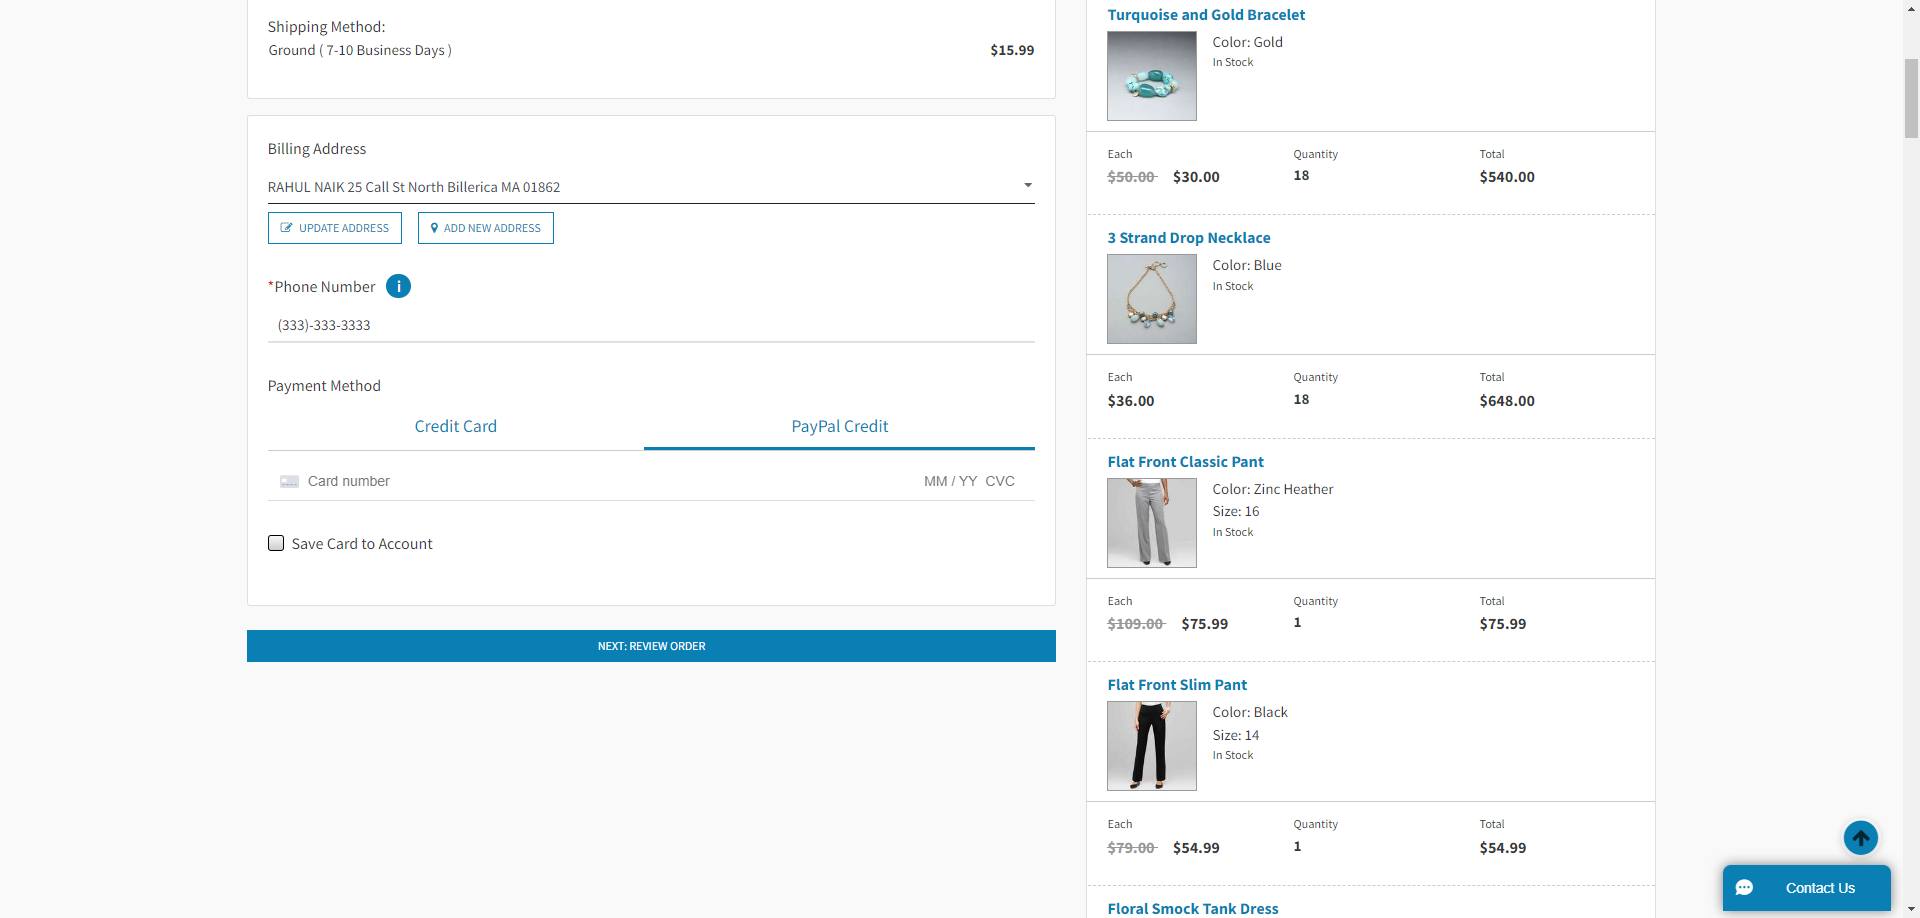 Shipping Method:
Ground ( 7-10 Business Days )
$15.99
Billing Address
RAHUL NAIK 25 Call St North Billerica MA 01862
UPDATE ADDRESS
ADD NEW ADDRESS
*Phone Number
i
(333)-333-3333
Payment Method
Credit Card
PayPal Credit
Card number
MM / YY CVC
Save Card to Account
NEXT: REVIEW ORDER
Turquoise and Gold Bracelet
Color: Gold
In Stock
Each Quantity Total
$50.00 $30.00 18 $540.00
3 Strand Drop Necklace
Color: Blue
In Stock
Each Quantity Total
$36.00 18 $648.00
Flat Front Classic Pant
Color: Zinc Heather
Size: 16
In Stock
Each Quantity Total
$109.00 $75.99 1 $75.99
Flat Front Slim Pant
Color: Black
Size: 14
In Stock
Each Quantity Total
$79.00 $54.99 1 $54.99
Floral Smock Tank Dress
Contact Us